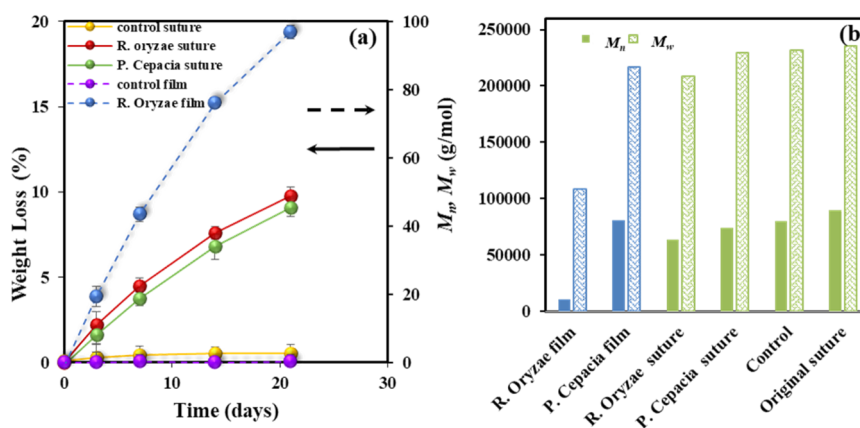 (a)
control suture
R. oryzae suture
P. Cepacia suture
control film
R. Oryzae film
Weight Loss (%)
20
15
10
5
0
0 10 20 30
Time (days)
100
80
60
40
20
0
Mn, Mw (g/mol)
(b)
Mn Mw
250000
200000
150000
100000
50000
0
R. Oryzae film
P. Cepacia film
R. Oryzae suture
P. Cepacia suture
Control
Original suture